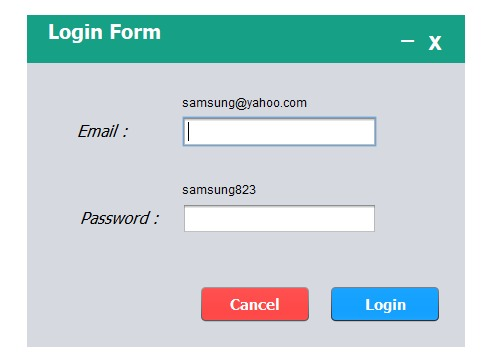 Login Form
– x
samsung@yahoo.com
Email :
samsung823
Password :
Cancel Login